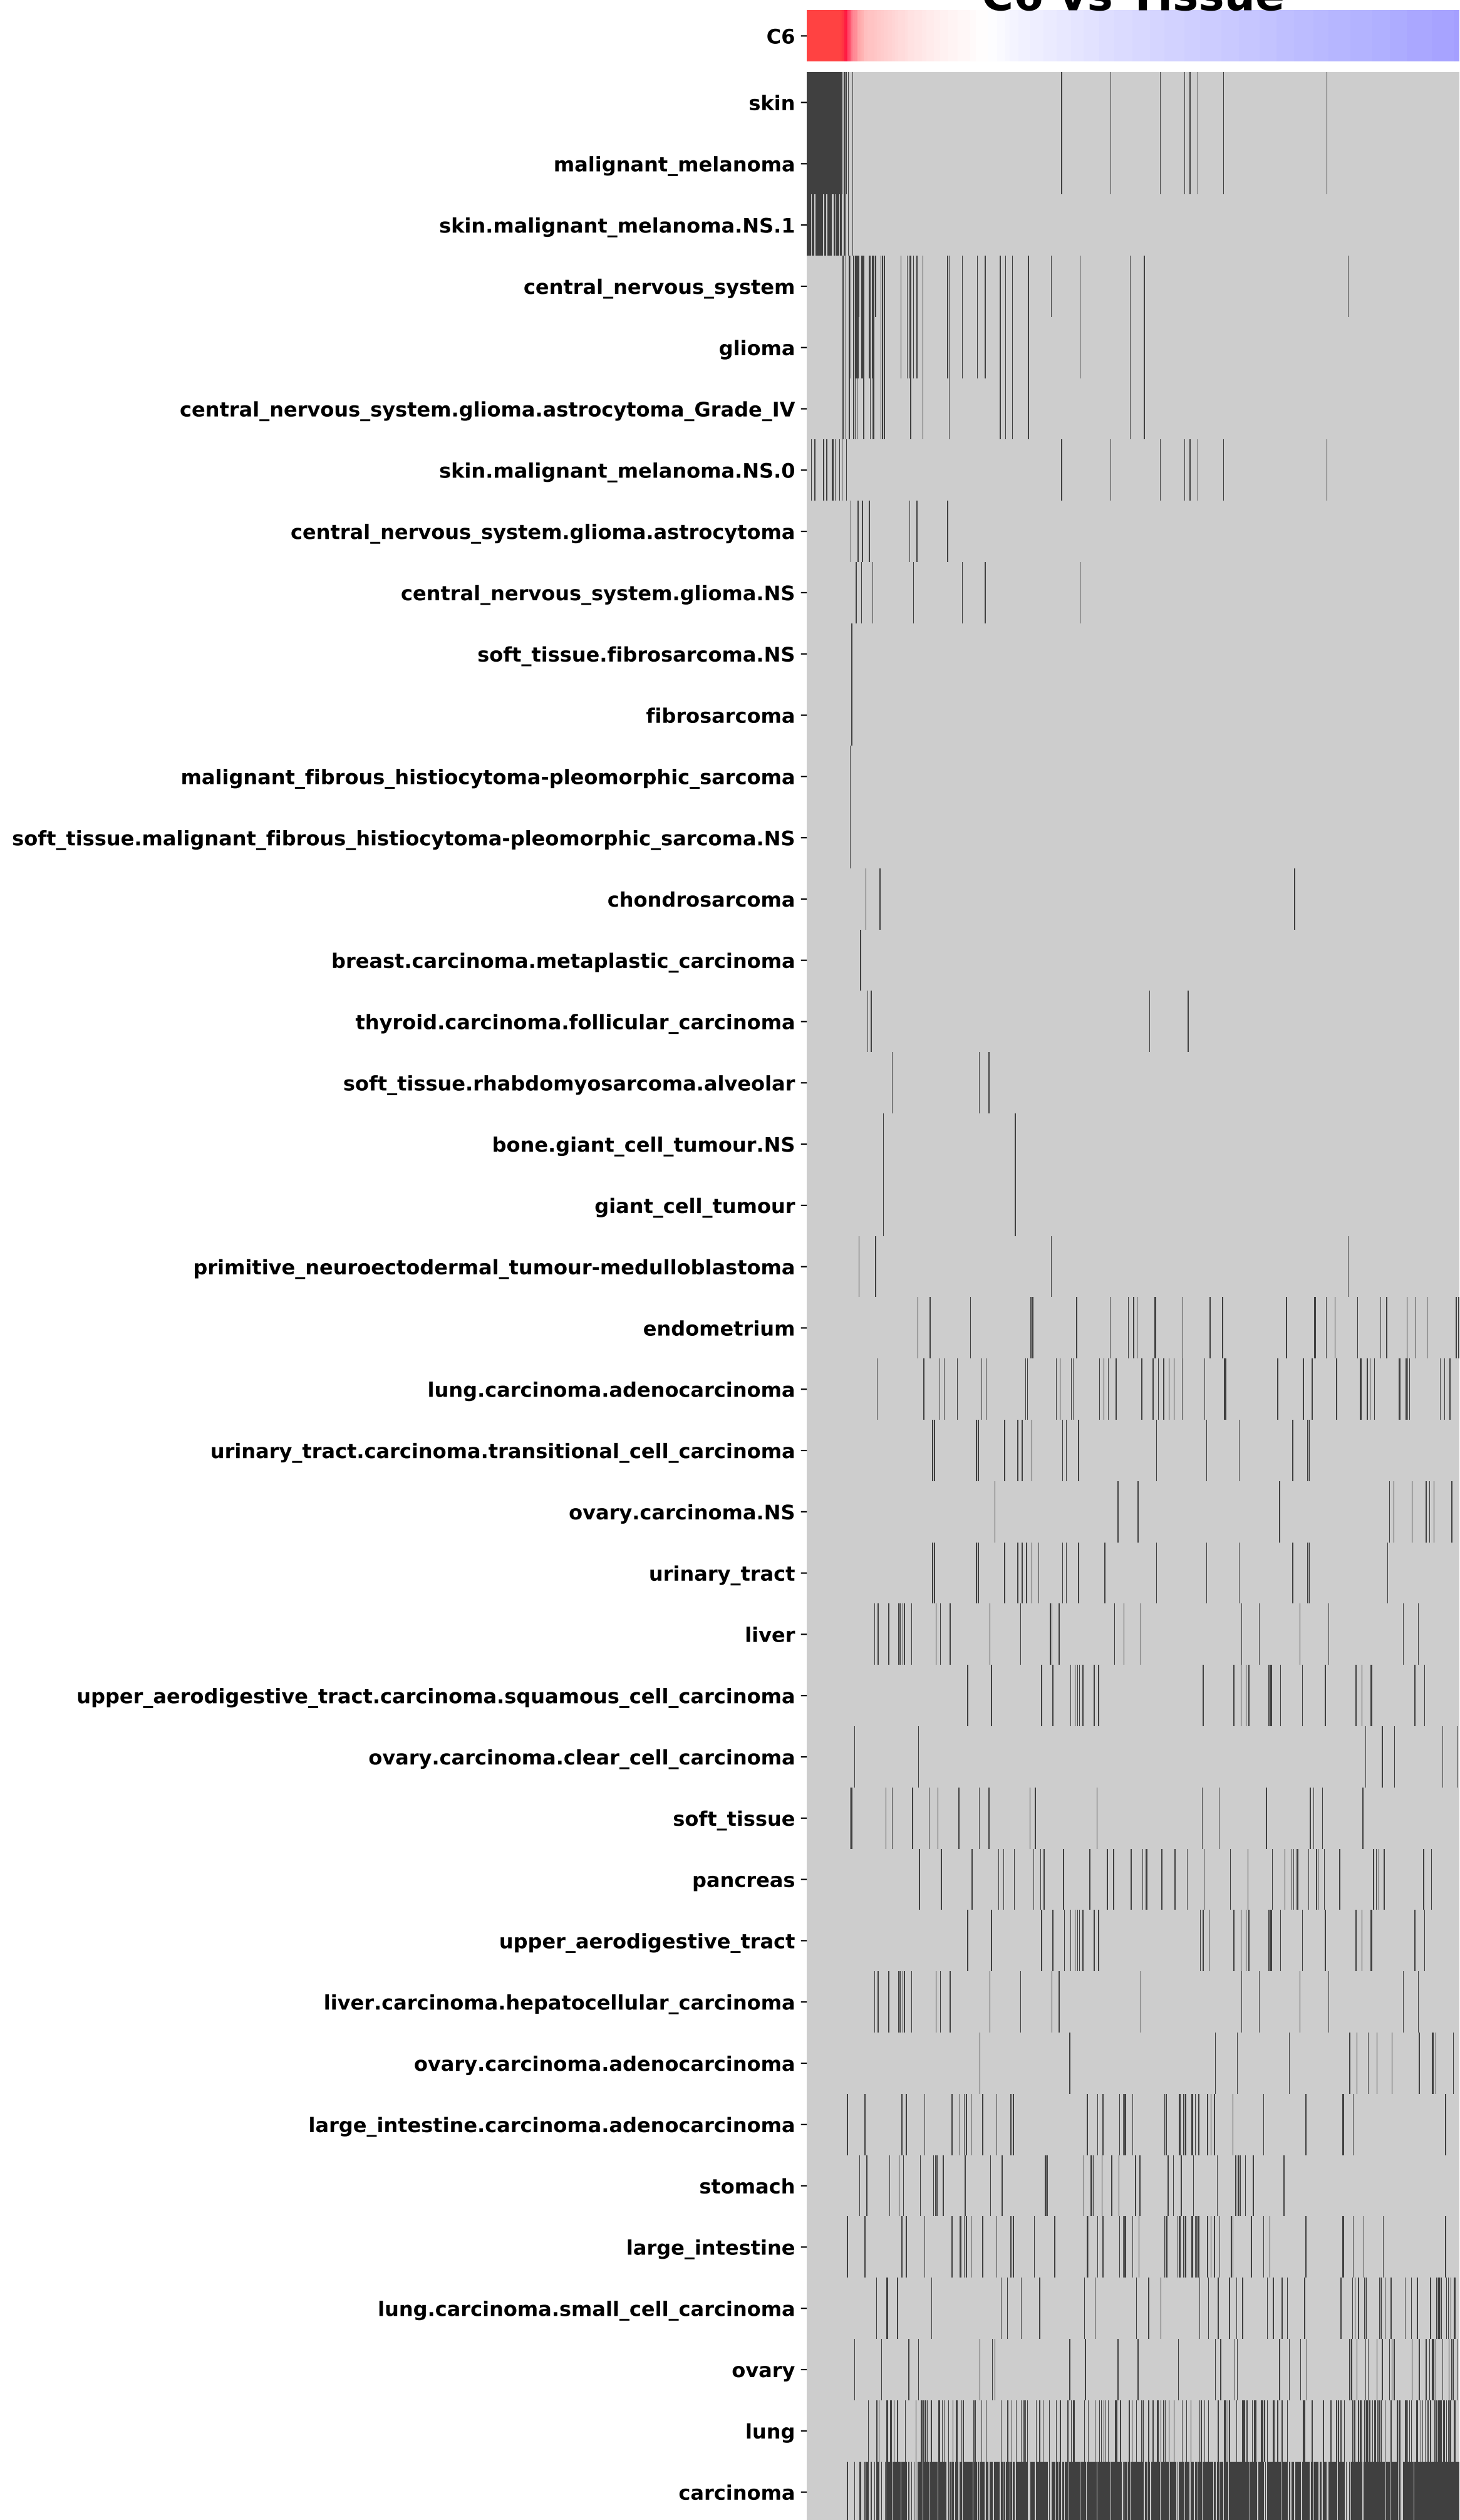 C6 vs Tissue
C6
skin
malignant_melanoma
skin.malignant_melanoma.NS.1
central_nervous_system
glioma
central_nervous_system.glioma.astrocytoma_Grade_IV
skin.malignant_melanoma.NS.0
central_nervous_system.glioma.astrocytoma
central_nervous_system.glioma.NS
soft_tissue.fibrosarcoma.NS
fibrosarcoma
malignant_fibrous_histiocytoma-pleomorphic_sarcoma
soft_tissue.malignant_fibrous_histiocytoma-pleomorphic_sarcoma.NS
chondrosarcoma
breast.carcinoma.metaplastic_carcinoma
thyroid.carcinoma.follicular_carcinoma
soft_tissue.rhabdomyosarcoma.alveolar
bone.giant_cell_tumour.NS
giant_cell_tumour
primitive_neuroectodermal_tumour-medulloblastoma
endometrium
lung.carcinoma.adenocarcinoma
urinary_tract.carcinoma.transitional_cell_carcinoma
ovary.carcinoma.NS
urinary_tract
liver
upper_aerodigestive_tract.carcinoma.squamous_cell_carcinoma
ovary.carcinoma.clear_cell_carcinoma
soft_tissue
pancreas
upper_aerodigestive_tract
liver.carcinoma.hepatocellular_carcinoma
ovary.carcinoma.adenocarcinoma
large_intestine.carcinoma.adenocarcinoma
stomach
large_intestine
lung.carcinoma.small_cell_carcinoma
ovary
lung
carcinoma